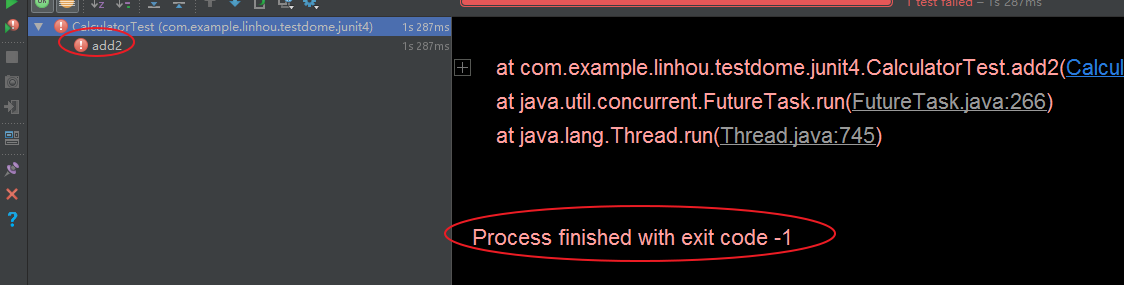 1 test failed – 1s 287ms
CalculatorTest (com.example.linhou.testdome.junit4) 1s 287ms
add2 1s 287ms
at com.example.linhou.testdome.junit4.CalculatorTest.add2(Calcul
at java.util.concurrent.FutureTask.run(FutureTask.java:266)
at java.lang.Thread.run(Thread.java:745)
Process finished with exit code -1